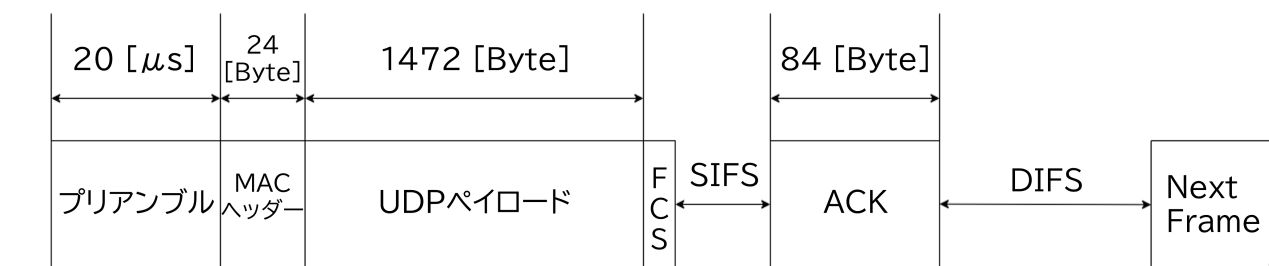 20 [μs]
24
[Byte]
1472 [Byte]
84 [Byte]
プリアンブル
MAC
ヘッダー
UDPペイロード
F
C
S
SIFS
ACK
DIFS
Next
Frame